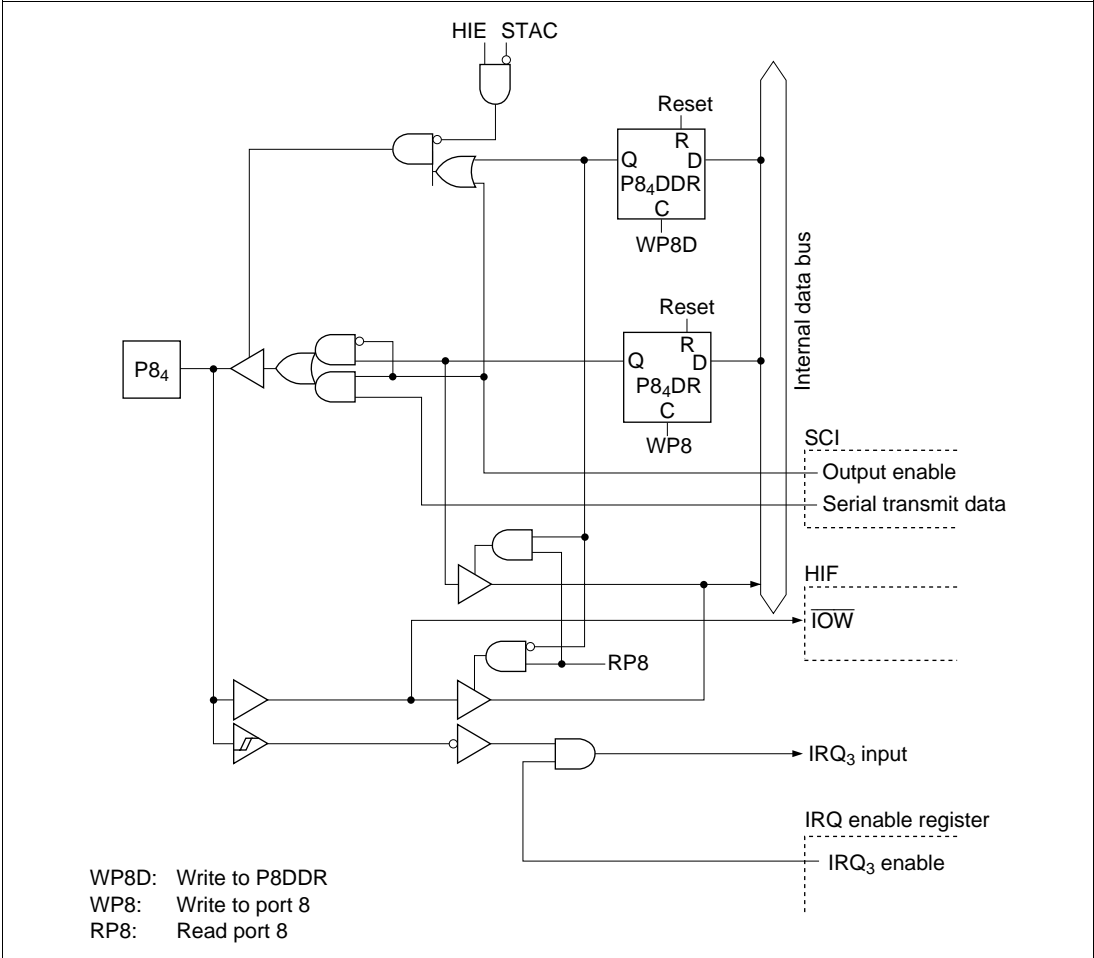 HIE STAC
Reset
R
Q D
P8₄DDR
C
WP8D
Internal data bus
Reset
R
Q D
P8₄DR
C
WP8
P8₄
SCI
Output enable
Serial transmit data
HIF
I̅O̅W̅
RP8
IRQ₃ input
IRQ enable register
IRQ₃ enable
WP8D: Write to P8DDR
WP8: Write to port 8
RP8: Read port 8